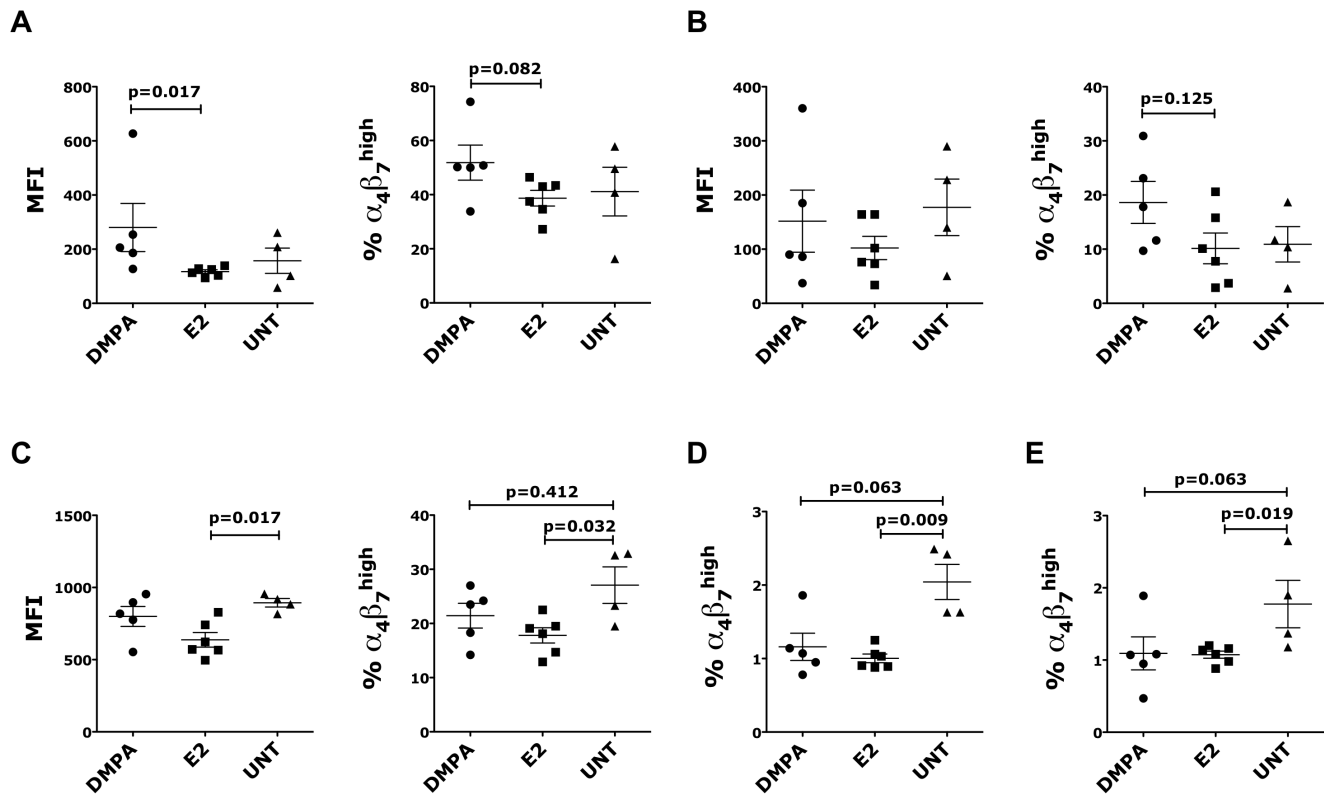 A
MFI
800
600
400
200
0
p=0.017
DMPA
E2
UNT
% α4β7high
80
60
40
20
0
p=0.082
DMPA
E2
UNT
B
MFI
400
300
200
100
0
DMPA
E2
UNT
% α4β7high
40
30
20
10
0
p=0.125
DMPA
E2
UNT
C
MFI
1500
1000
500
0
p=0.017
DMPA
E2
UNT
% α4β7high
40
30
20
10
0
p=0.412
p=0.032
DMPA
E2
UNT
D
% α4β7high
3
2
1
0
p=0.063
p=0.009
DMPA
E2
UNT
E
% α4β7high
3
2
1
0
p=0.063
p=0.019
DMPA
E2
UNT